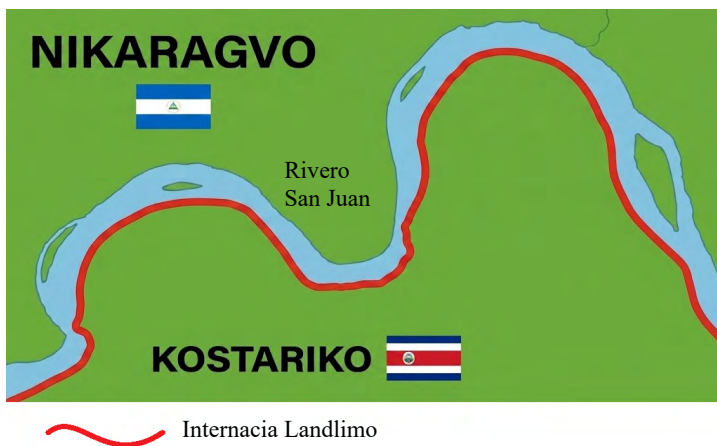 NIKARAGVO
Rivero
San Juan
KOSTARIKO
Internacia Landlimo